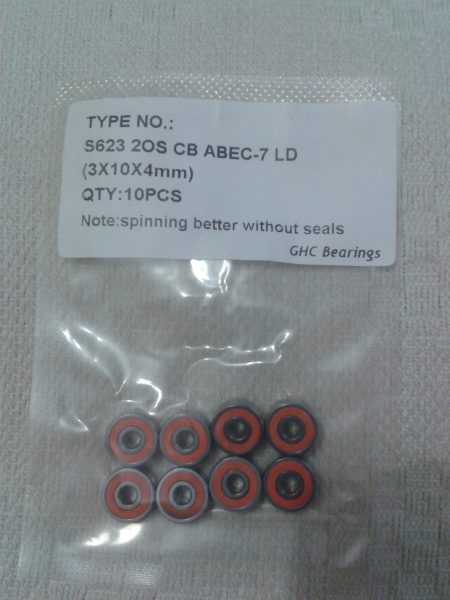 TYPE NO.:
S623 2OS CB ABEC-7 LD
(3X10X4mm)
QTY:10PCS
Note:spinning better without seals
GHC Bearings